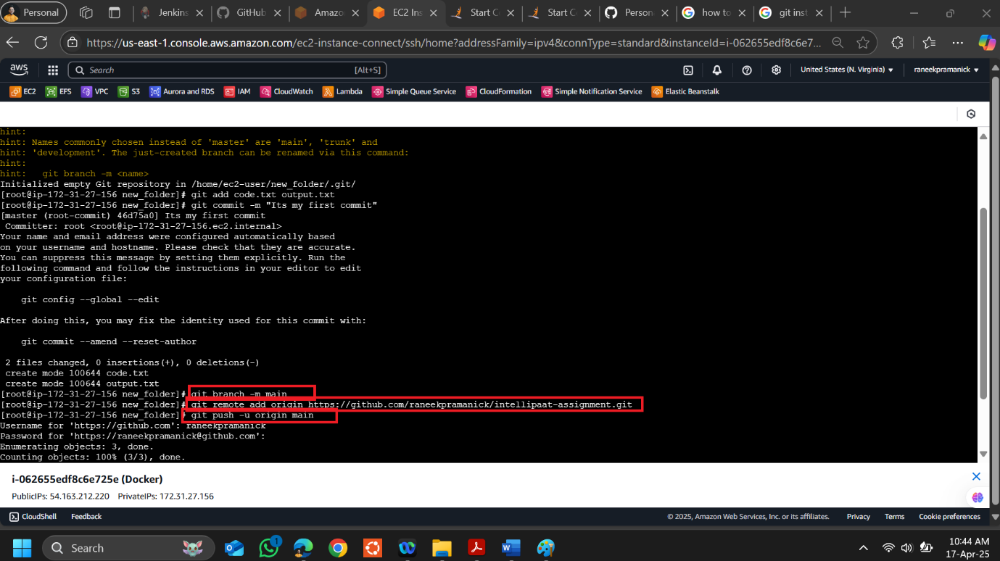 Personal
Jenkins
GitHub
Amazo
EC2 Ins
Start C
Start C
Person
how to
git inst
https://us-east-1.console.aws.amazon.com/ec2-instance-connect/ssh/home?addressFamily=ipv4&connType=standard&instanceId=i-062655edf8c6e7...
aws
Search
[Alt+S]
United States (N. Virginia)
raneekpramanick
EC2
EFS
VPC
S3
Aurora and RDS
IAM
CloudWatch
Lambda
Simple Queue Service
CloudFormation
Simple Notification Service
Elastic Beanstalk
hint:
hint: Names commonly chosen instead of 'master' are 'main', 'trunk' and
hint: 'development'. The just-created branch can be renamed via this command:
hint:
hint:   git branch -m <name>
Initialized empty Git repository in /home/ec2-user/new_folder/.git/
[root@ip-172-31-27-156 new_folder]# git add code.txt output.txt
[root@ip-172-31-27-156 new_folder]# git commit -m "Its my first commit"
[master (root-commit) 46d75a0] Its my first commit
 Committer: root <root@ip-172-31-27-156.ec2.internal>
Your name and email address were configured automatically based
on your username and hostname. Please check that they are accurate.
You can suppress this message by setting them explicitly. Run the
following command and follow the instructions in your editor to edit
your configuration file:
    git config --global --edit
After doing this, you may fix the identity used for this commit with:
    git commit --amend --reset-author
 2 files changed, 0 insertions(+), 0 deletions(-)
 create mode 100644 code.txt
 create mode 100644 output.txt
[root@ip-172-31-27-156 new_folder]# git branch -m main
[root@ip-172-31-27-156 new_folder]# git remote add origin https://github.com/raneekpramanick/intellipaat-assignment.git
[root@ip-172-31-27-156 new_folder]# git push -u origin main
Username for 'https://github.com': raneekpramanick
Password for 'https://raneekpramanick@github.com':
Enumerating objects: 3, done.
Counting objects: 100% (3/3), done.
i-062655edf8c6e725e (Docker)
PublicIPs: 54.163.212.220 PrivateIPs: 172.31.27.156
CloudShell
Feedback
© 2025, Amazon Web Services, Inc. or its affiliates.
Privacy
Terms
Cookie preferences
Search
1
10:44 AM
17-Apr-25